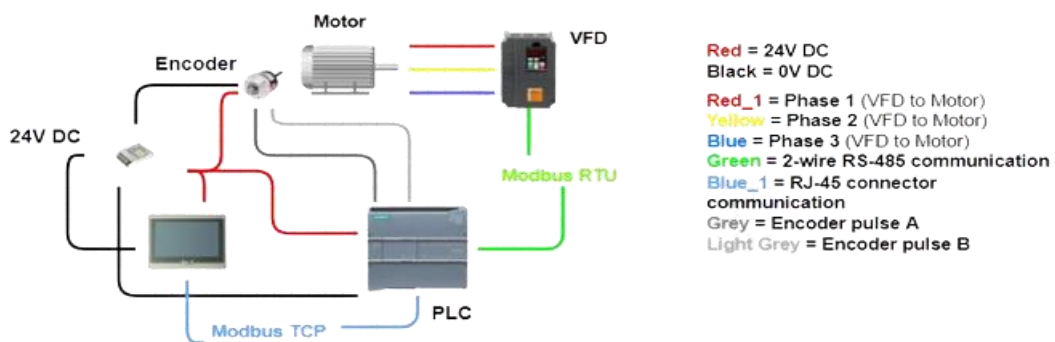 Motor
VFD
Encoder
24V DC
Modbus RTU
PLC
Modbus TCP
Red = 24V DC
Black = 0V DC
Red_1 = Phase 1 (VFD to Motor)
Yellow = Phase 2 (VFD to Motor)
Blue = Phase 3 (VFD to Motor)
Green = 2-wire RS-485 communication
Blue_1 = RJ-45 connector
communication
Grey = Encoder pulse A
Light Grey = Encoder pulse B